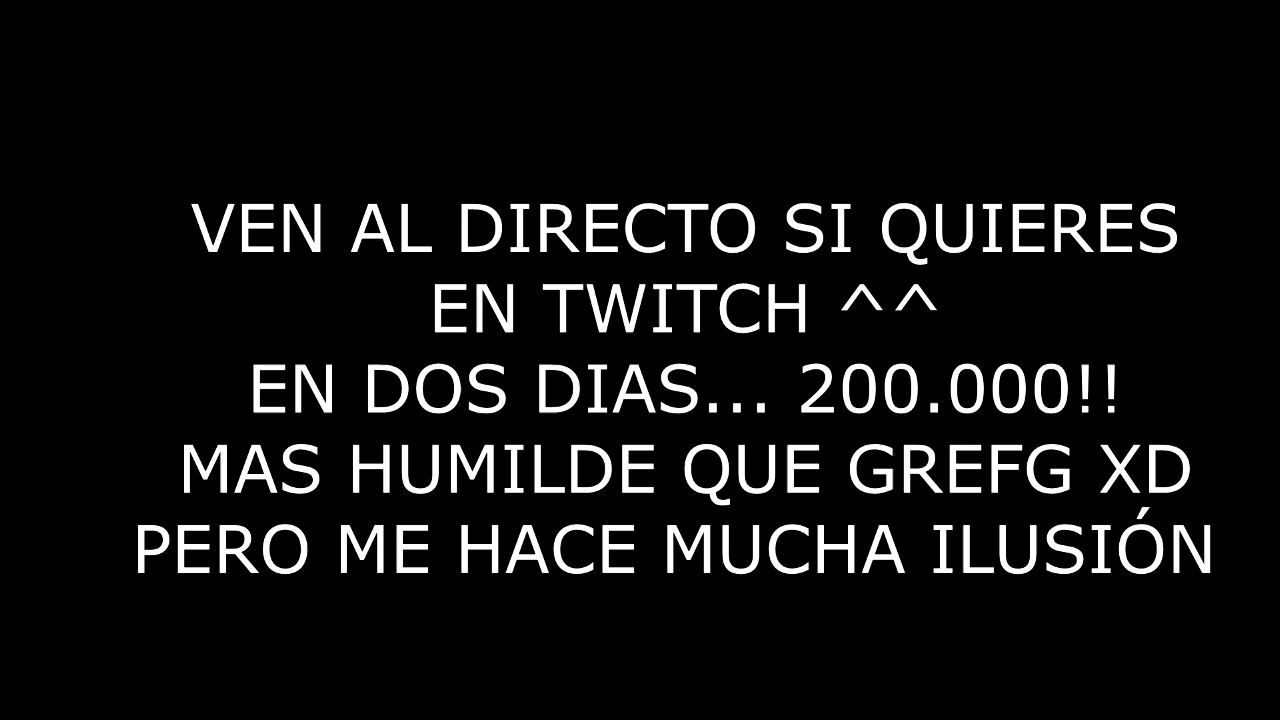 VEN AL DIRECTO SI QUIERES
EN TWITCH ^^
EN DOS DIAS... 200.000!!
MAS HUMILDE QUE GREFG XD
PERO ME HACE MUCHA ILUSIÓN